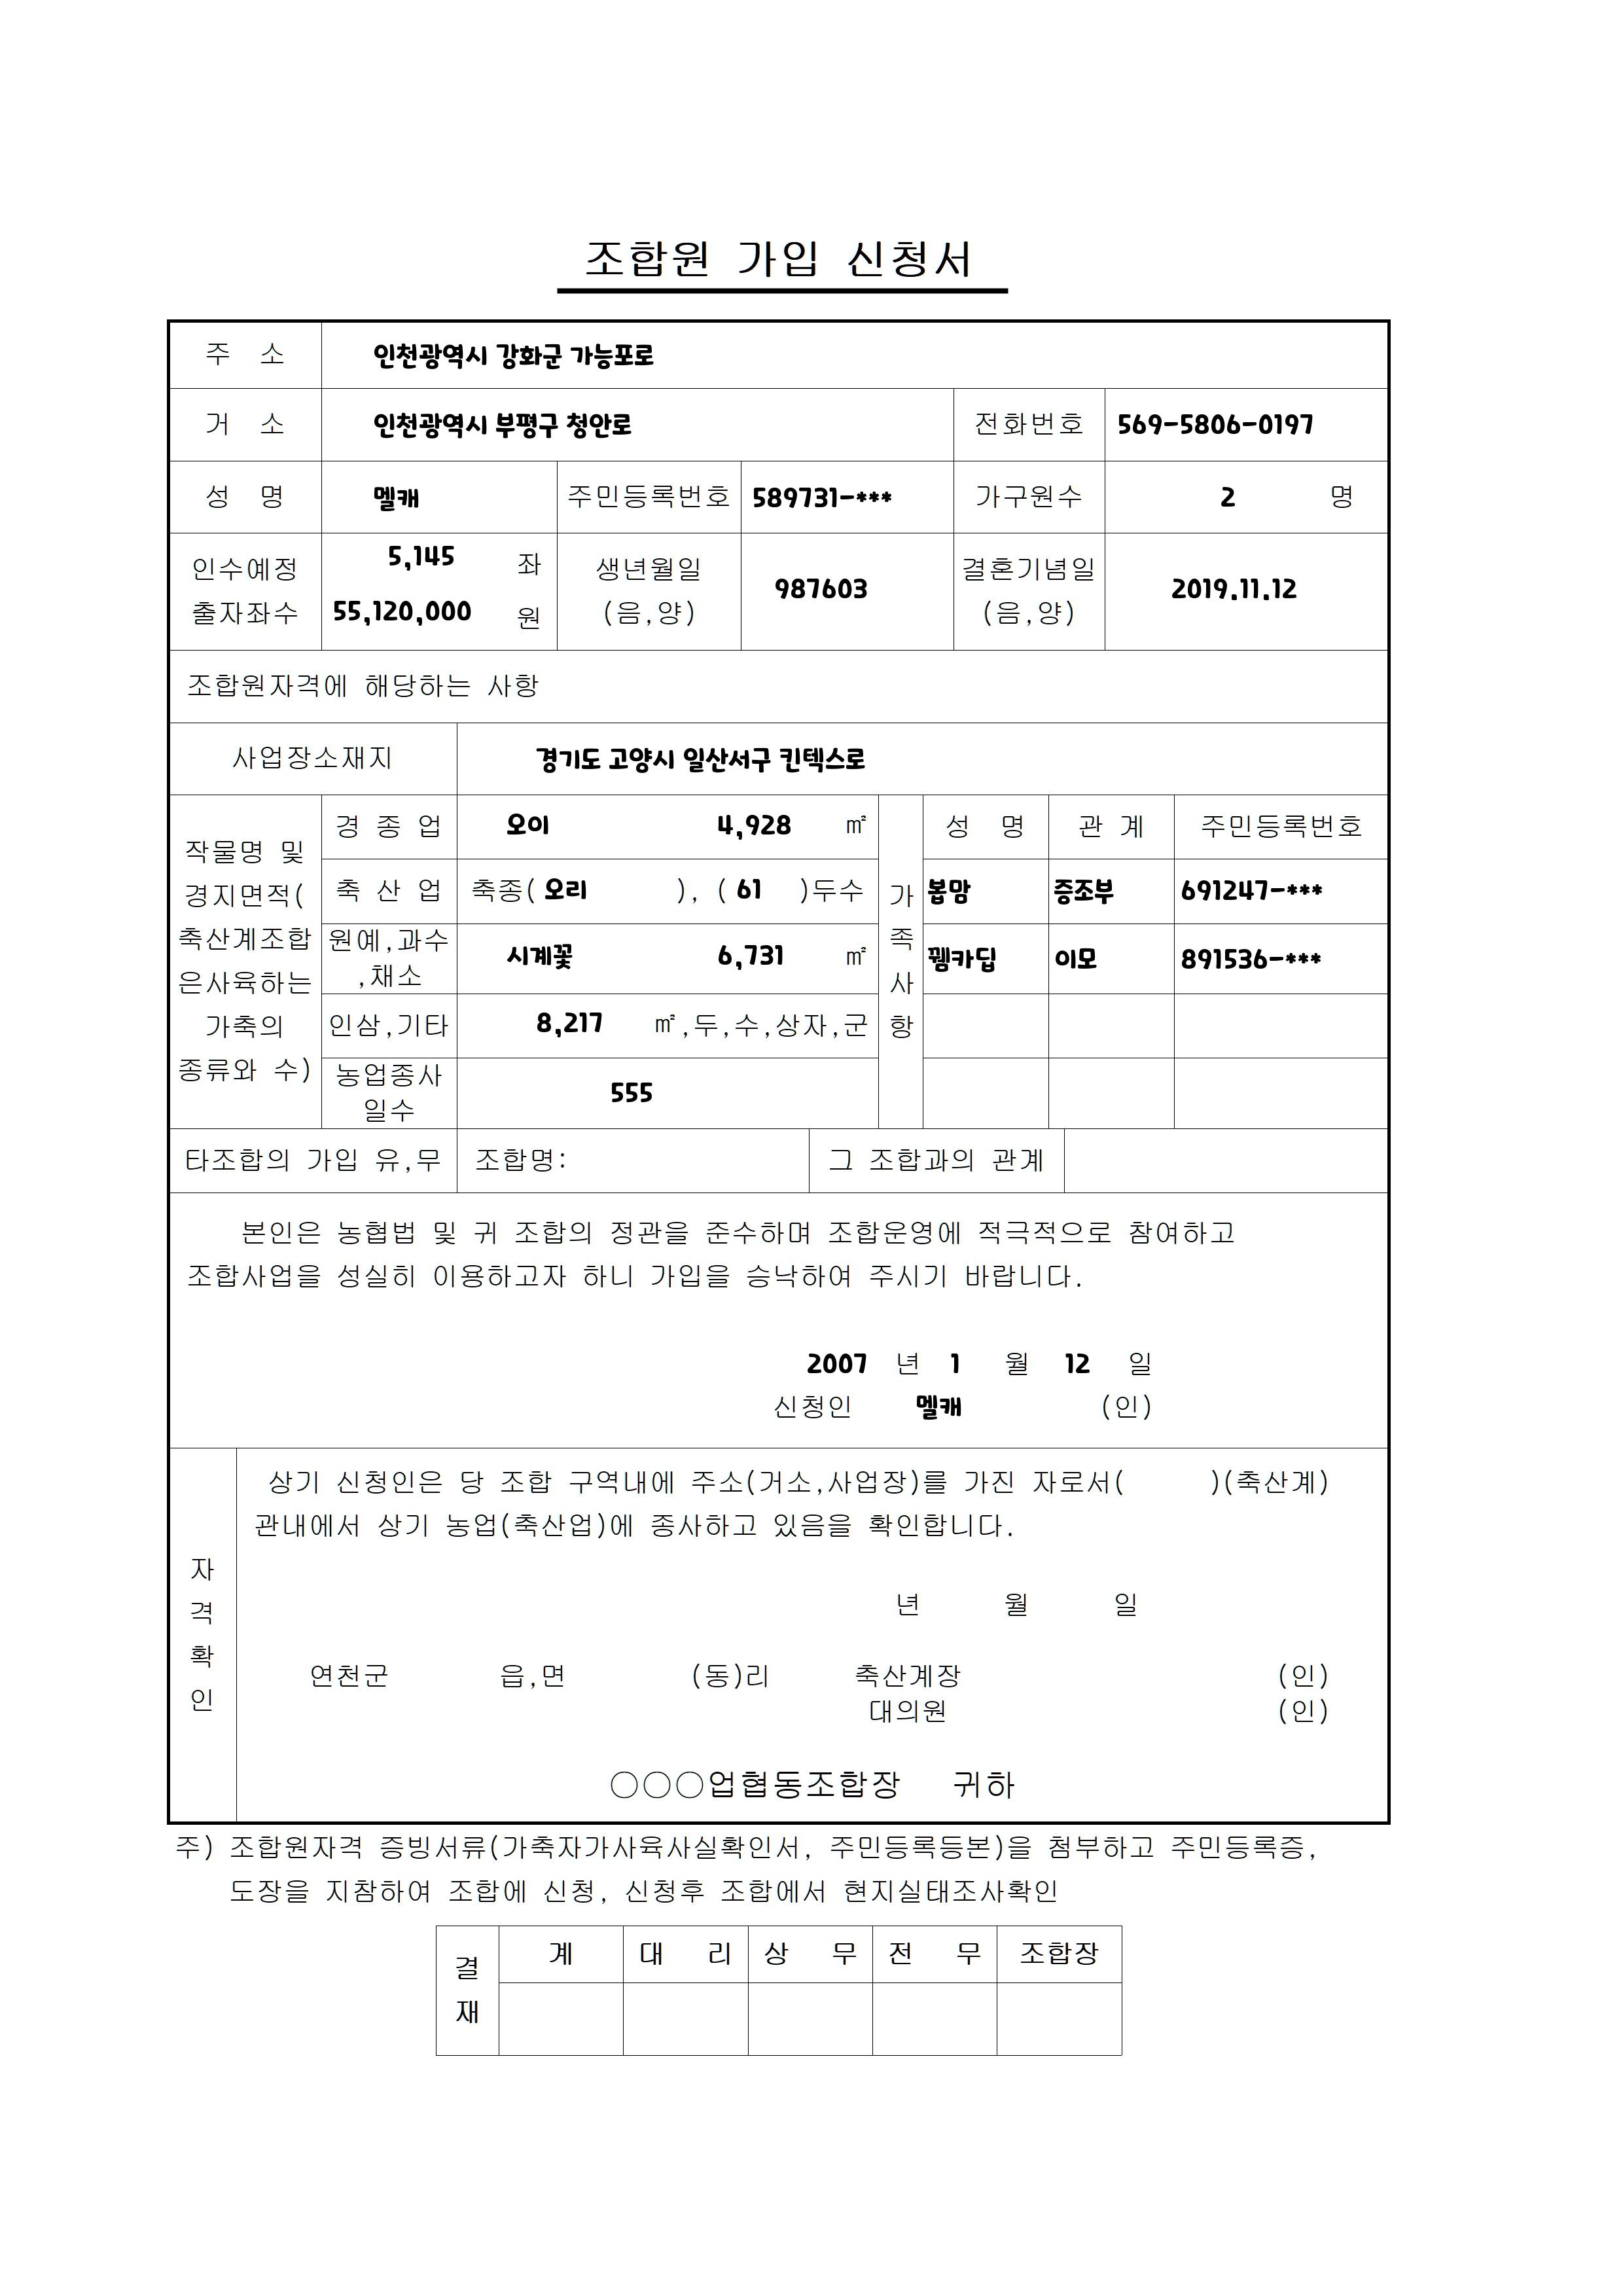 조합원 가입 신청서
주 소 인천광역시 강화군 가능포로
거 소 인천광역시 부평구 청안로 전화번호 569-5806-0197
성 명 멜캐 주민등록번호 589731-*** 가구원수 2 명
인수예정 출자좌수 5,145 좌 55,120,000 원 생년월일 (음,양) 987603 결혼기념일 (음,양) 2019.11.12
조합원자격에 해당하는 사항
사업장소재지 경기도 고양시 일산서구 킨텍스로
작물명 및 경지면적(축산계조합은사육하는 가축의 종류와 수)
경 종 업 오이 4,928 ㎡
축 산 업 축종( 오리 ), ( 61 )두수
원예,과수,채소 시계꽃 6,731 ㎡
인삼,기타 8,217 ㎡,두,수,상자,군
농업종사일수 555
가족사항
성 명 관 계 주민등록번호
봅맘 증조부 691247-***
꿩카딥 이모 891536-***
타조합의 가입 유,무 조합명: 그 조합과의 관계
본인은 농협법 및 귀 조합의 정관을 준수하며 조합운영에 적극적으로 참여하고
조합사업을 성실히 이용하고자 하니 가입을 승낙하여 주시기 바랍니다.
2007 년 1 월 12 일
신청인 멜캐 (인)
자격확인
상기 신청인은 당 조합 구역내에 주소(거소,사업장)를 가진 자로서( )(축산계)
관내에서 상기 농업(축산업)에 종사하고 있음을 확인합니다.
년 월 일
연천군 읍,면 (동)리 축산계장 (인)
대의원 (인)
○○○업협동조합장 귀하
주) 조합원자격 증빙서류(가축자가사육사실확인서, 주민등록등본)을 첨부하고 주민등록증,
도장을 지참하여 조합에 신청, 신청후 조합에서 현지실태조사확인
결재 계 대 리 상 무 전 무 조합장